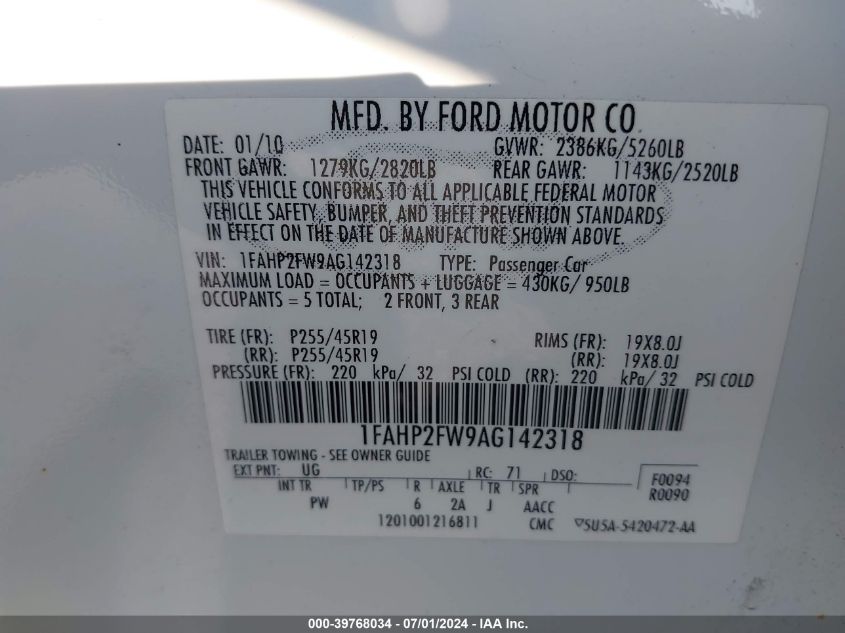 MFD. BY FORD MOTOR CO.
DATE: 01/10 GVWR: 2386KG/5260LB
FRONT GAWR: 1279KG/2820LB REAR GAWR: 1143KG/2520LB
THIS VEHICLE CONFORMS TO ALL APPLICABLE FEDERAL MOTOR
VEHICLE SAFETY, BUMPER, AND THEFT PREVENTION STANDARDS
IN EFFECT ON THE DATE OF MANUFACTURE SHOWN ABOVE.
VIN: 1FAHP2FW9AG142318 TYPE: Passenger Car
MAXIMUM LOAD = OCCUPANTS + LUGGAGE = 430KG/ 950LB
OCCUPANTS = 5 TOTAL; 2 FRONT, 3 REAR
TIRE (FR): P255/45R19 RIMS (FR): 19X8.0J
(RR): P255/45R19 (RR): 19X8.0J
PRESSURE (FR): 220 kPa/ 32 PSI COLD (RR): 220 kPa/ 32 PSI COLD
1FAHP2FW9AG142318
TRAILER TOWING - SEE OWNER GUIDE
EXT PNT: UG RC: 71 DSO: F0094
INT TR TP/PS R AXLE TR SPR R0090
PW 6 2A J AACC
1201001216811 CMC 5U5A-5420472-AA
000-39768034 - 07/01/2024 - IAA Inc.